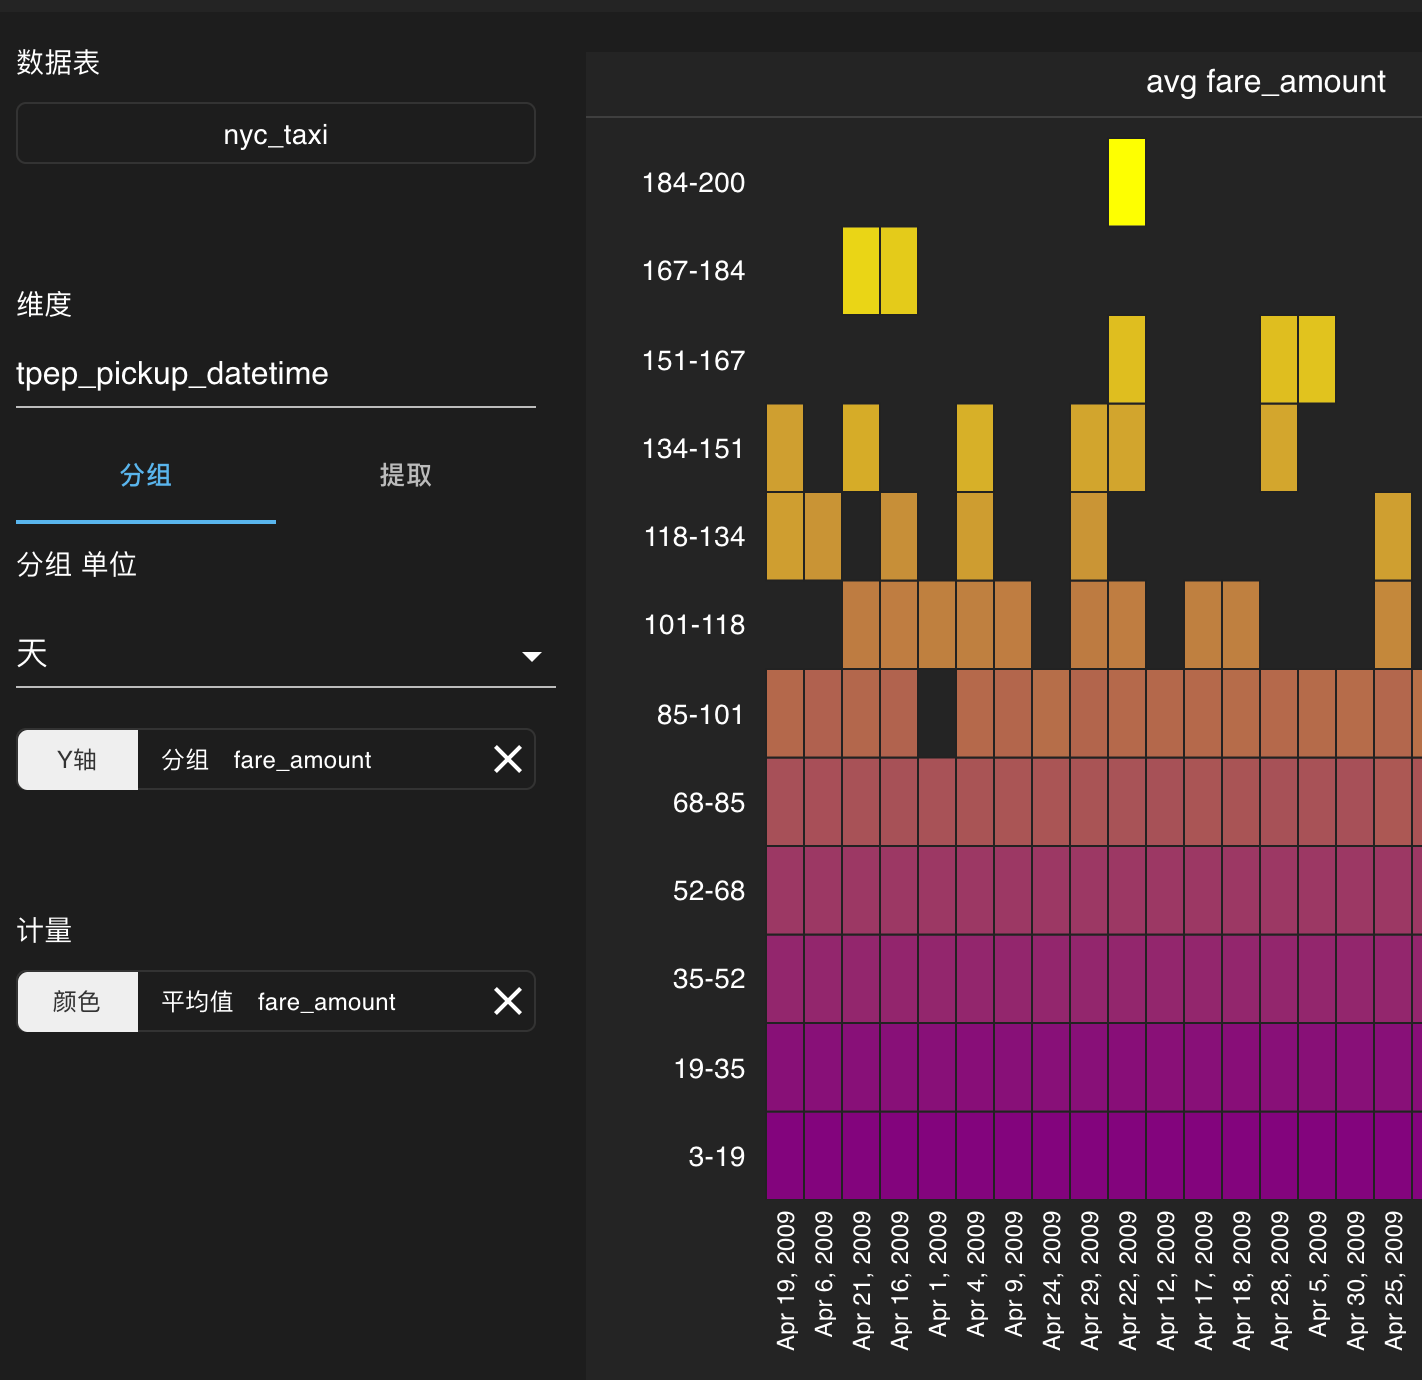 数据表
nyc_taxi
维度
tpep_pickup_datetime
分组 提取
分组 单位
天
Y轴 分组 fare_amount
计量
颜色 平均值 fare_amount
avg fare_amount
184-200
167-184
151-167
134-151
118-134
101-118
85-101
68-85
52-68
35-52
19-35
3-19
Apr 19, 2009
Apr 6, 2009
Apr 21, 2009
Apr 16, 2009
Apr 1, 2009
Apr 4, 2009
Apr 9, 2009
Apr 24, 2009
Apr 29, 2009
Apr 22, 2009
Apr 12, 2009
Apr 17, 2009
Apr 18, 2009
Apr 28, 2009
Apr 5, 2009
Apr 30, 2009
Apr 25, 2009